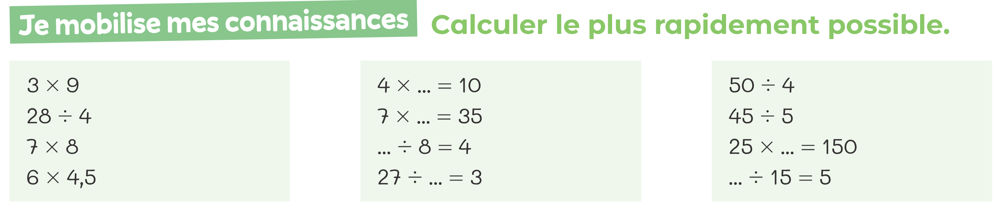 Je mobilise mes connaissances Calculer le plus rapidement possible.
3 × 9
28 ÷ 4
7 × 8
6 × 4,5
4 × ... = 10
7 × ... = 35
... ÷ 8 = 4
27 ÷ ... = 3
50 ÷ 4
45 ÷ 5
25 × ... = 150
... ÷ 15 = 5